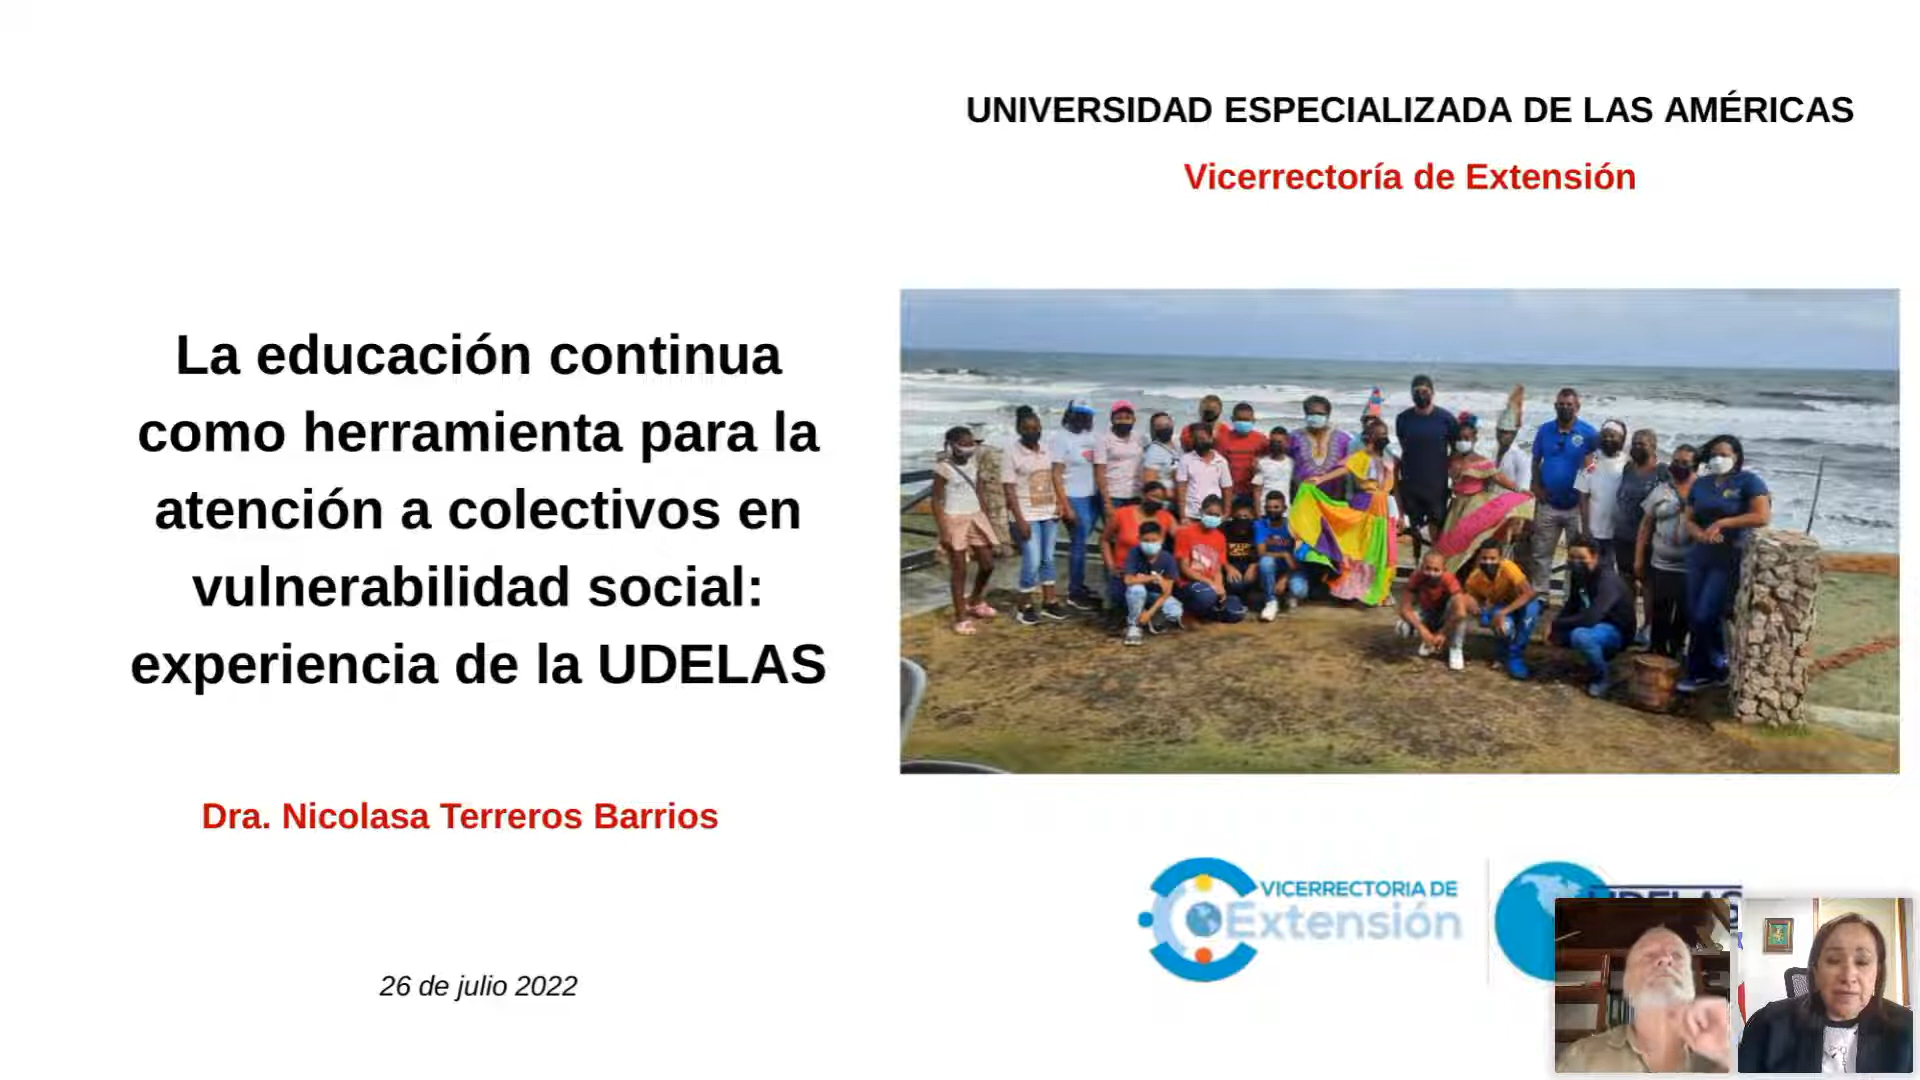 UNIVERSIDAD ESPECIALIZADA DE LAS AMÉRICAS
Vicerrectoría de Extensión
La educación continua
como herramienta para la
atención a colectivos en
vulnerabilidad social:
experiencia de la UDELAS
Dra. Nicolasa Terreros Barrios
26 de julio 2022
VICERRECTORIA DE
Extensión
UDELAS